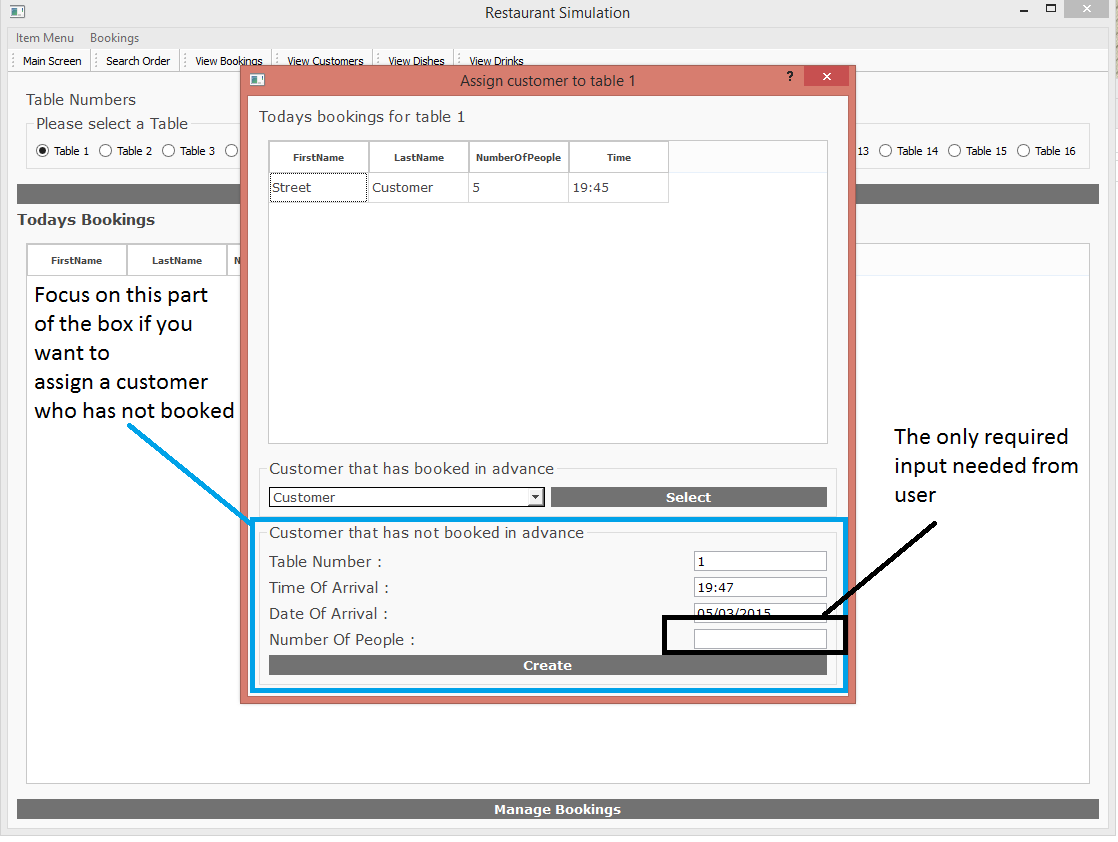 Restaurant Simulation
Item Menu Bookings
Main Screen Search Order View Bookings View Customers View Dishes View Drinks
Assign customer to table 1 ?
Table Numbers
Please select a Table
Table 1 Table 2 Table 3 13 Table 14 Table 15 Table 16
Todays Bookings
FirstName LastName N
Todays bookings for table 1
FirstName LastName NumberOfPeople Time
Street Customer 5 19:45
Focus on this part
of the box if you
want to
assign a customer
who has not booked
The only required
input needed from
user
Customer that has booked in advance
Customer Select
Customer that has not booked in advance
Table Number : 1
Time Of Arrival : 19:47
Date Of Arrival : 05/03/2015
Number Of People :
Create
Manage Bookings